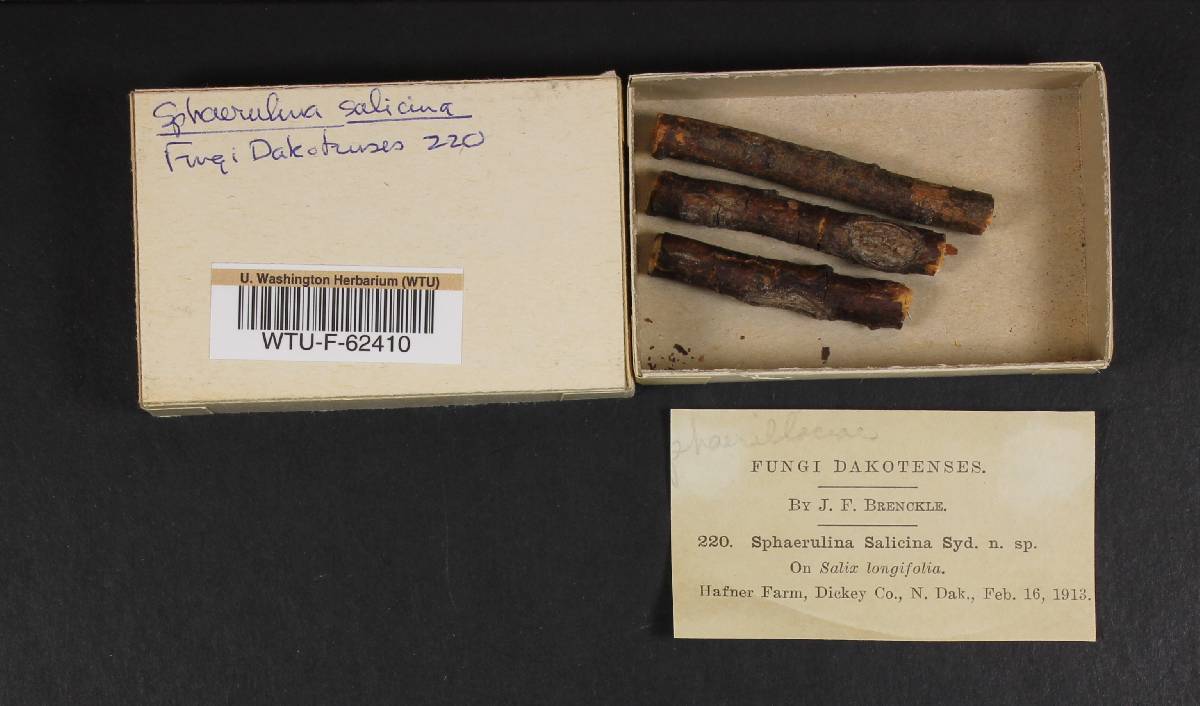 Sphaerulina salicina
Fungi Dakotenses 220
U. Washington Herbarium (WTU)
WTU-F-62410
FUNGI DAKOTENSES.
By J. F. Brenckle.
220. Sphaerulina Salicina Syd. n. sp.
On Salix longifolia.
Hafner Farm, Dickey Co., N. Dak., Feb. 16, 1913.